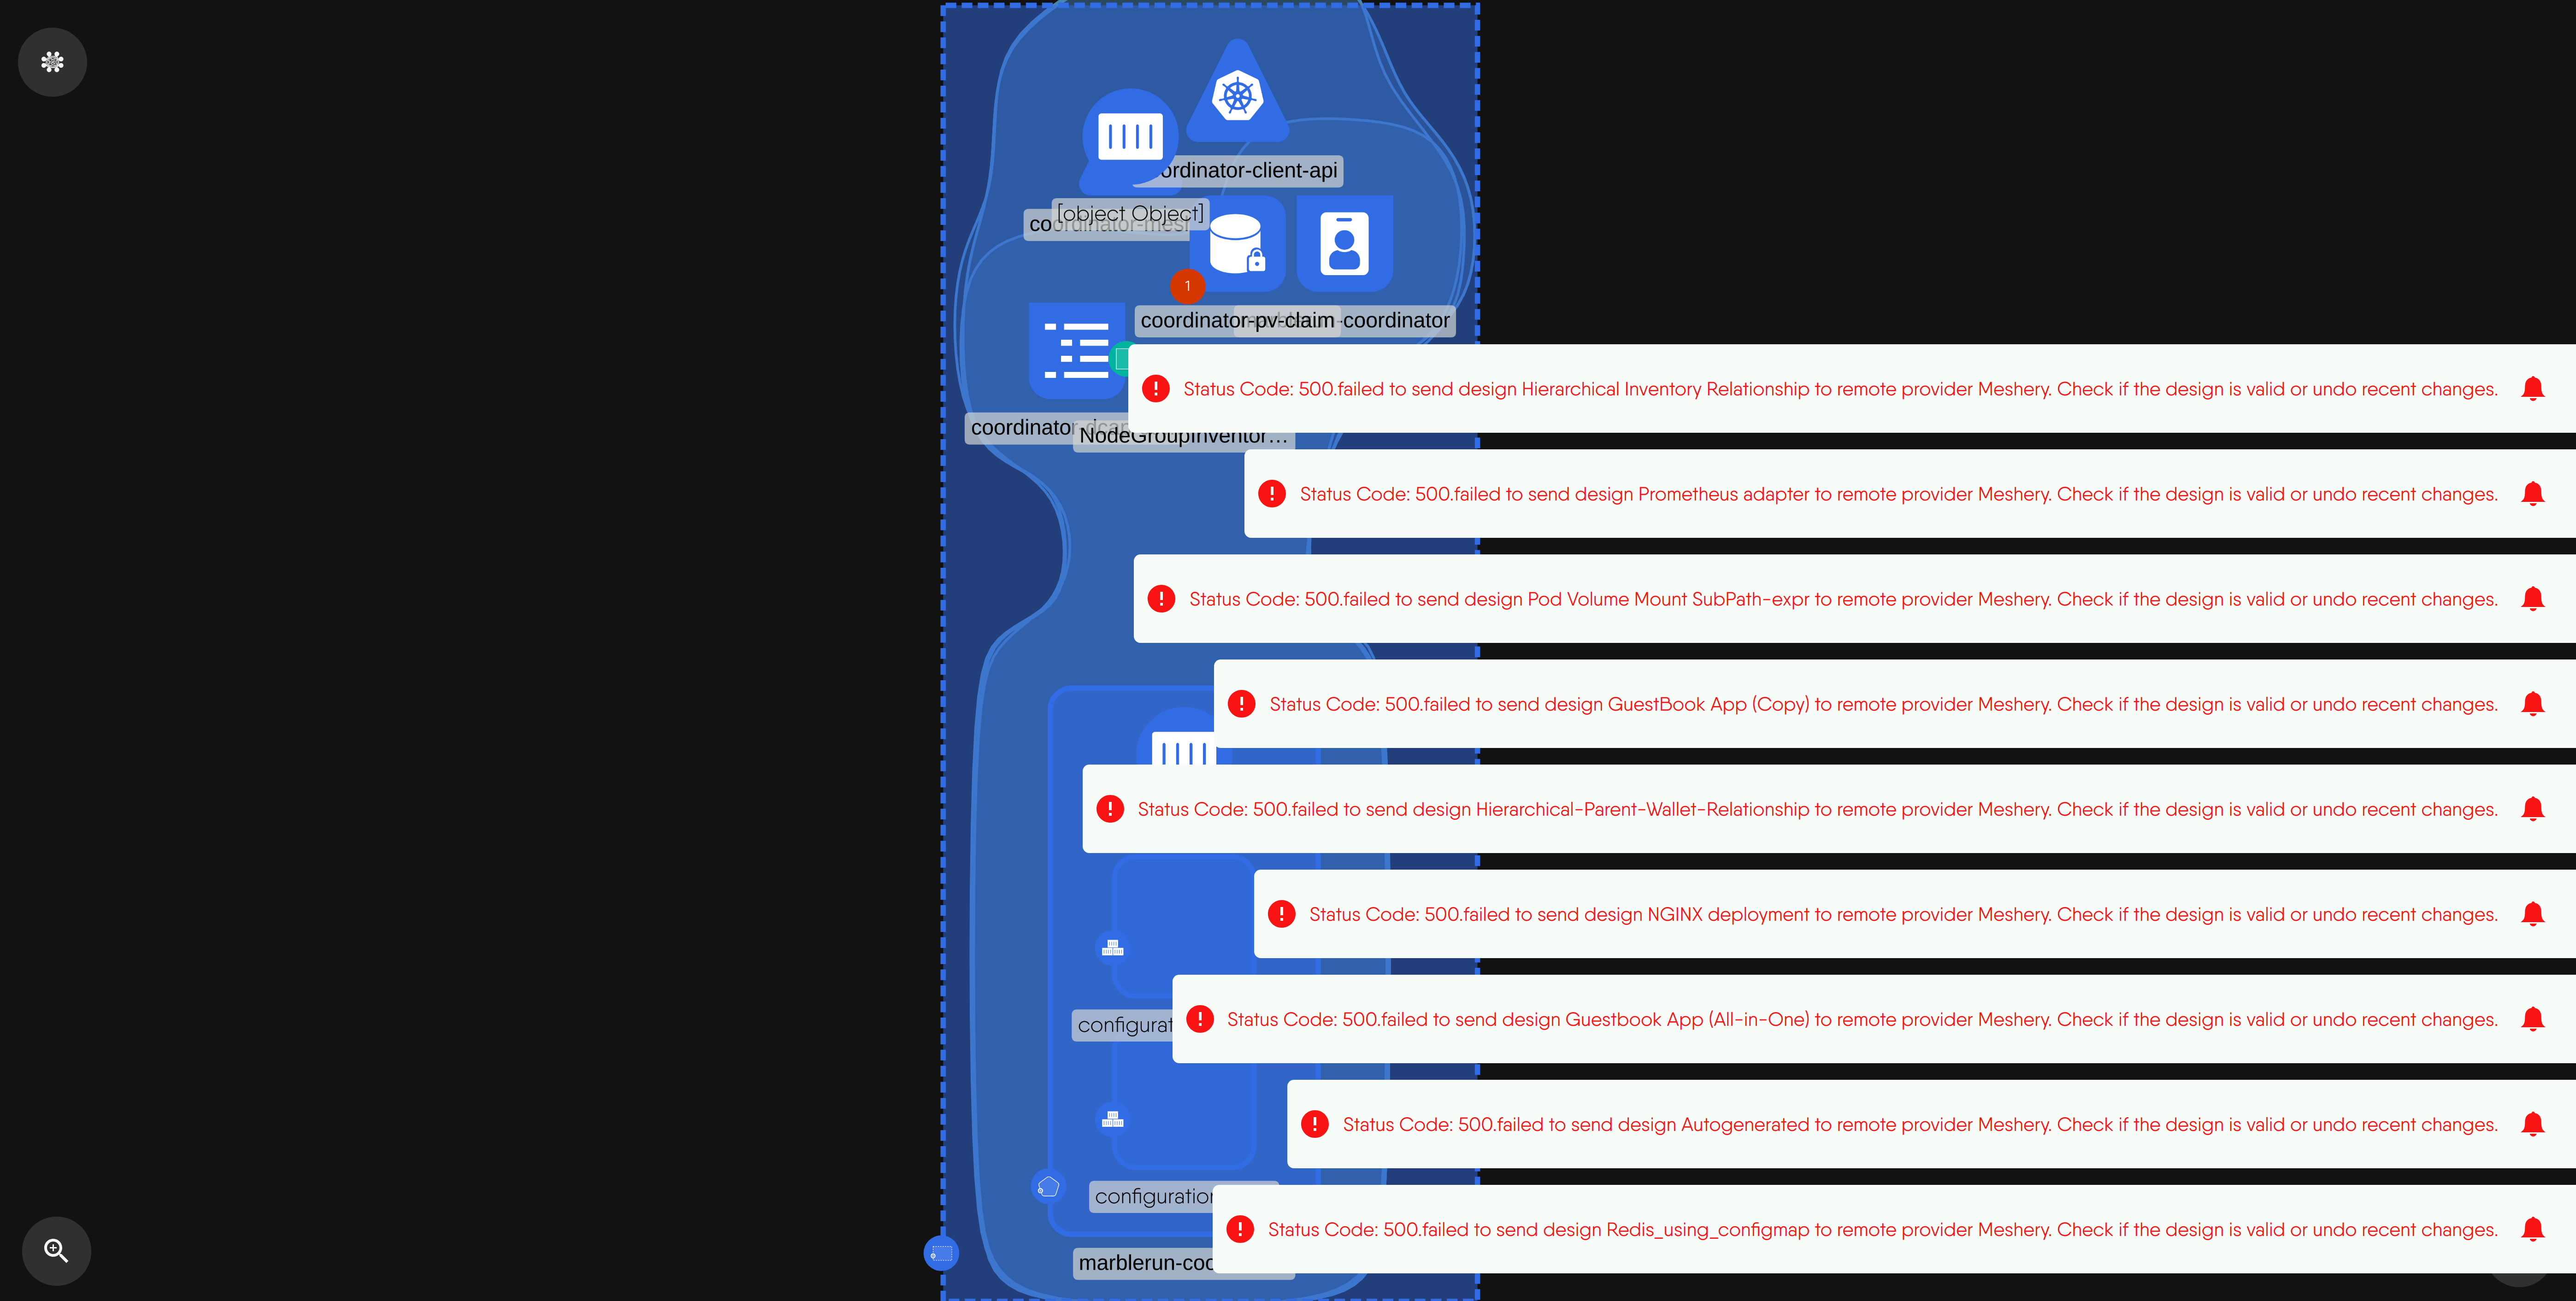 ordinator-client-api
[object Object]
coordinator-mesh
1
coordinator-pv-claim
-coordinator
coordinator-dcap
NodeGroupInventor…
Status Code: 500.failed to send design Hierarchical Inventory Relationship to remote provider Meshery. Check if the design is valid or undo recent changes.
Status Code: 500.failed to send design Prometheus adapter to remote provider Meshery. Check if the design is valid or undo recent changes.
Status Code: 500.failed to send design Pod Volume Mount SubPath-expr to remote provider Meshery. Check if the design is valid or undo recent changes.
Status Code: 500.failed to send design GuestBook App (Copy) to remote provider Meshery. Check if the design is valid or undo recent changes.
Status Code: 500.failed to send design Hierarchical-Parent-Wallet-Relationship to remote provider Meshery. Check if the design is valid or undo recent changes.
Status Code: 500.failed to send design NGINX deployment to remote provider Meshery. Check if the design is valid or undo recent changes.
configurat
Status Code: 500.failed to send design Guestbook App (All-in-One) to remote provider Meshery. Check if the design is valid or undo recent changes.
Status Code: 500.failed to send design Autogenerated to remote provider Meshery. Check if the design is valid or undo recent changes.
configuration
Status Code: 500.failed to send design Redis_using_configmap to remote provider Meshery. Check if the design is valid or undo recent changes.
marblerun-coo